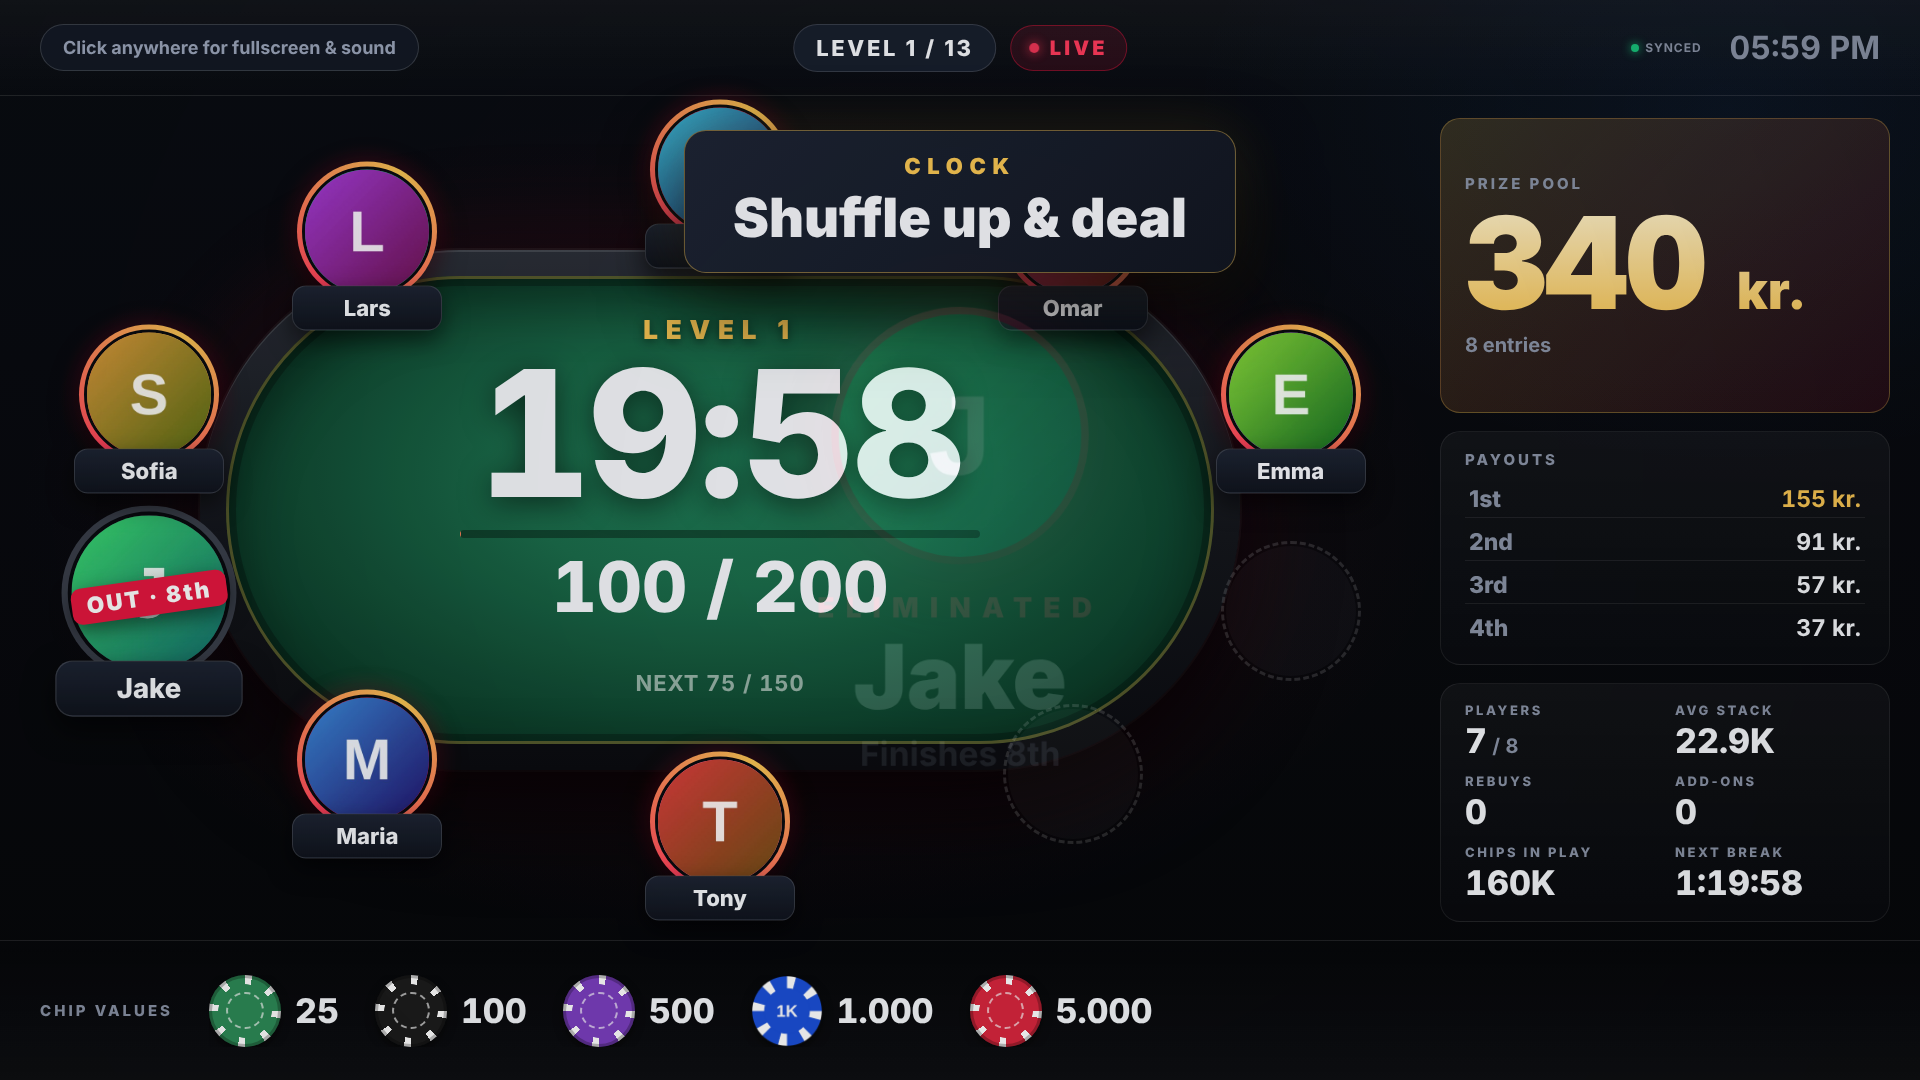 Click anywhere for fullscreen & sound
LEVEL 1 / 13
LIVE
SYNCED
05:59 PM
CLOCK
Shuffle up & deal
L
Lars
Omar
S
Sofia
E
Emma
J
OUT · 8th
Jake
M
Maria
T
Tony
LEVEL 1
19:58
100 / 200
NEXT 75 / 150
J
ELIMINATED
Jake
Finishes 8th
PRIZE POOL
340 kr.
8 entries
PAYOUTS
1st 155 kr.
2nd 91 kr.
3rd 57 kr.
4th 37 kr.
PLAYERS
7 / 8
AVG STACK
22.9K
REBUYS
0
ADD-ONS
0
CHIPS IN PLAY
160K
NEXT BREAK
1:19:58
CHIP VALUES
25
100
500
1K
1.000
5.000